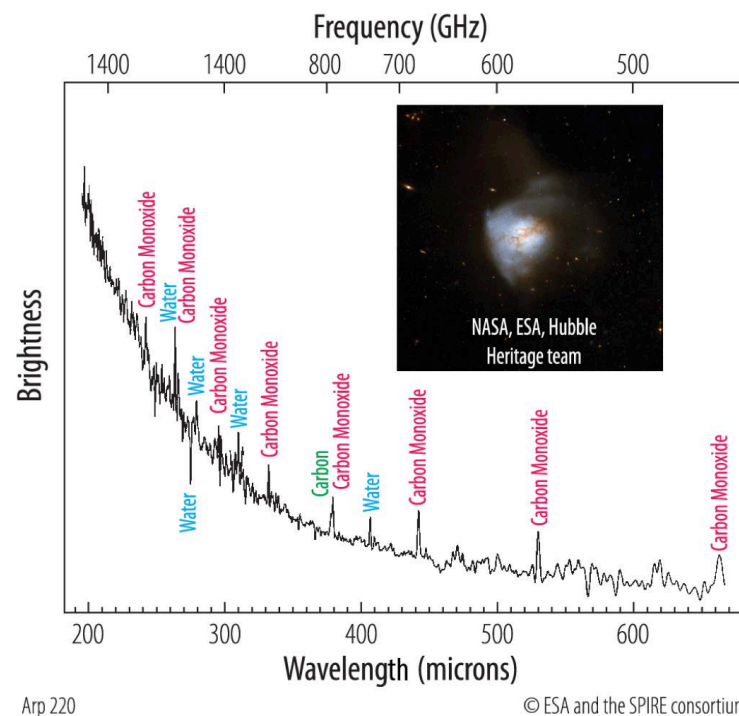 Frequency (GHz)
1400
1400
800
700
600
500
Brightness
Carbon Monoxide
Water
Carbon Monoxide
Water
Carbon Monoxide
Water
Carbon Monoxide
Carbon
Carbon Monoxide
Water
Carbon Monoxide
Carbon Monoxide
Carbon Monoxide
Water
NASA, ESA, Hubble
Heritage team
200
300
400
500
600
Wavelength (microns)
Arp 220
© ESA and the SPIRE consortium